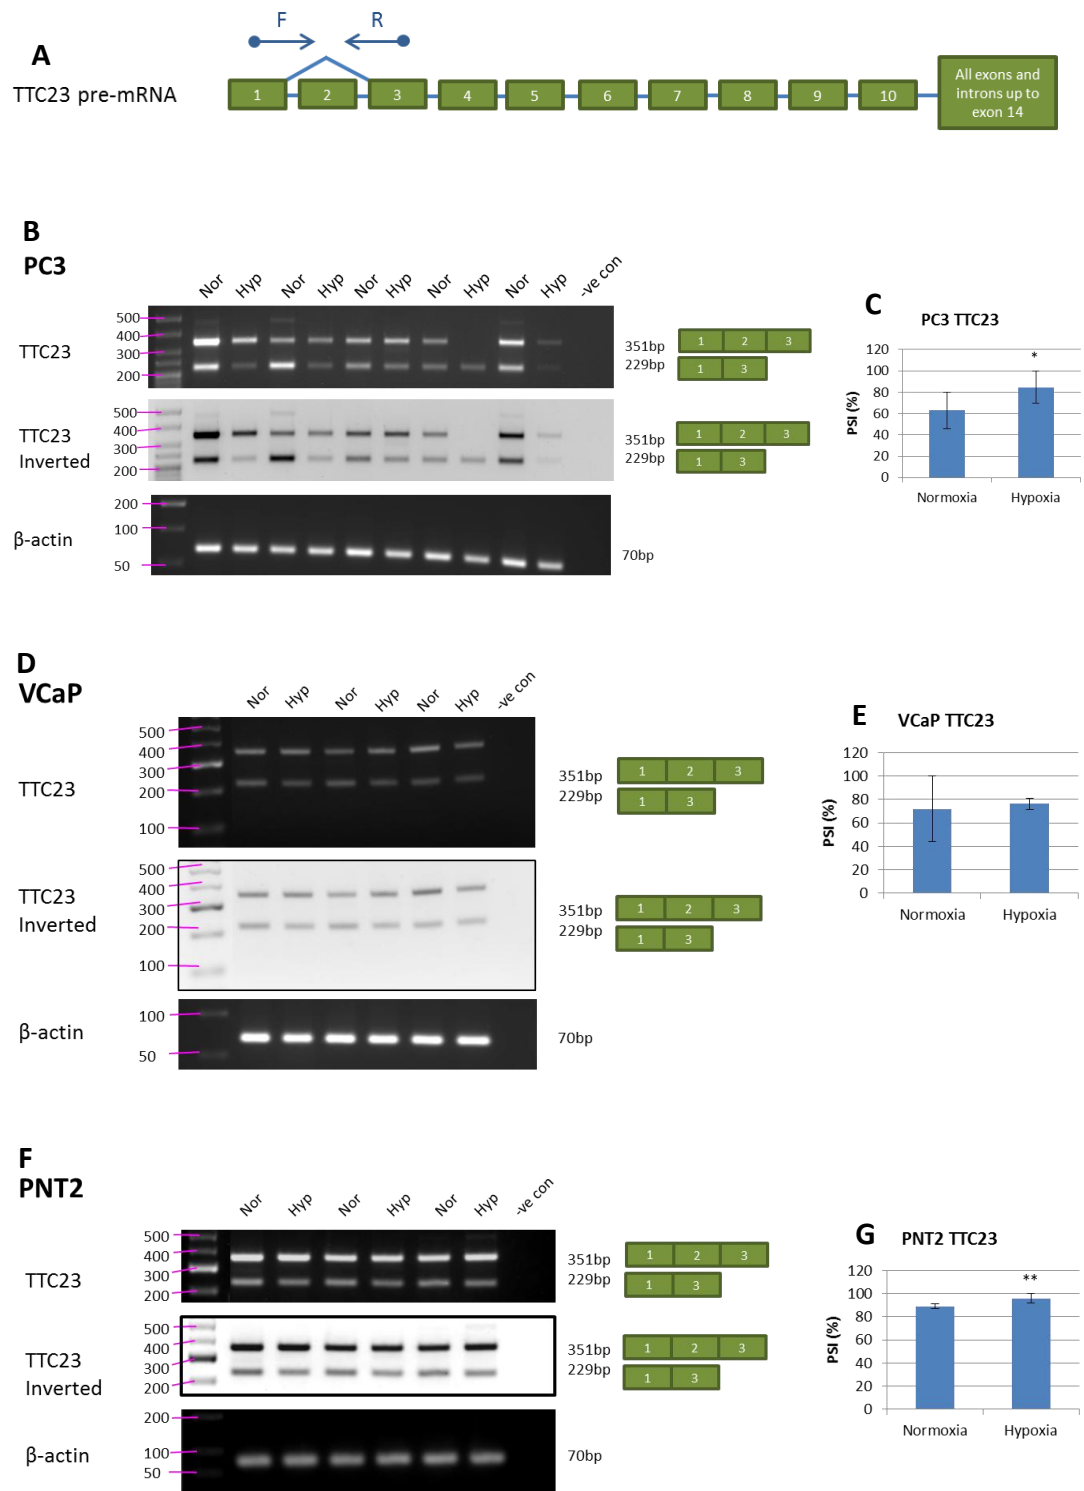 A
F R
TTC23 pre-mRNA
1 2 3 4 5 6 7 8 9 10
All exons and
introns up to
exon 14
B
PC3
Nor Hyp Nor Hyp Nor Hyp Nor Hyp Nor Hyp -ve con
TTC23
500
400
300
200
351bp 1 2 3
229bp 1 3
TTC23
Inverted
500
400
300
200
351bp 1 2 3
229bp 1 3
β-actin
200
100
50
70bp
C
PC3 TTC23
PSI (%)
120
100
80
60
40
20
0
*
Normoxia Hypoxia
D
VCaP
Nor Hyp Nor Hyp Nor Hyp -ve con
TTC23
500
400
300
200
100
351bp 1 2 3
229bp 1 3
TTC23
Inverted
500
400
300
200
100
351bp 1 2 3
229bp 1 3
β-actin
100
50
70bp
E
VCaP TTC23
PSI (%)
120
100
80
60
40
20
0
Normoxia Hypoxia
F
PNT2
Nor Hyp Nor Hyp Nor Hyp -ve con
TTC23
500
400
300
200
351bp 1 2 3
229bp 1 3
TTC23
Inverted
500
400
300
200
351bp 1 2 3
229bp 1 3
β-actin
200
100
50
70bp
G
PNT2 TTC23
PSI (%)
120
100
80
60
40
20
0
**
Normoxia Hypoxia